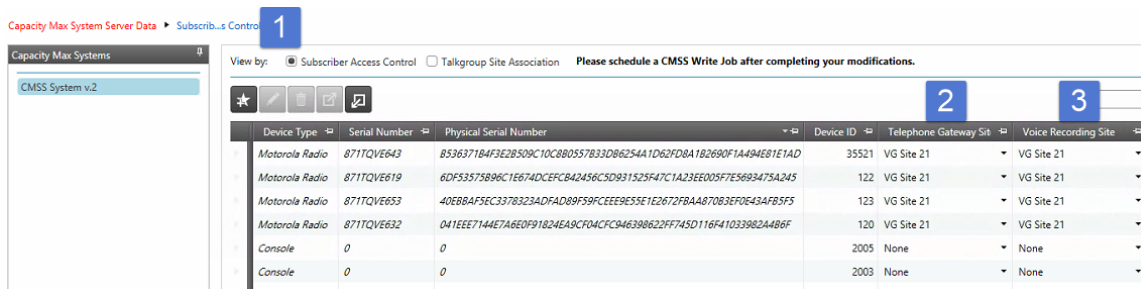 Capacity Max System Server Data ▸ Subscrib...s Control
1
Capacity Max Systems
CMSS System v.2
View by: Subscriber Access Control Talkgroup Site Association Please schedule a CMSS Write Job after completing your modifications.
2 3
Device Type Serial Number Physical Serial Number Device ID Telephone Gateway Sit Voice Recording Site
Motorola Radio 871TQVE643 B536371B4F3E2B509C10C8B0557B33DB6254A1D62FD8A1B2690F1A494E81E1AD 35521 VG Site 21 VG Site 21
Motorola Radio 871TQVE619 6DF53575B96C1E674DCEFCB42456C5D931525F47C1A23EE005F7E5693475A245 122 VG Site 21 VG Site 21
Motorola Radio 871TQVE653 40EBBAF5EC3378323ADFAD89F59FCEEE9E55E1E2672FBAA870B3EF0E43AFB5F5 123 VG Site 21 VG Site 21
Motorola Radio 871TQVE632 041EEE7144E7A6E0F91824EA9CF04CFC946398622FF745D116F41033982A4B6F 120 VG Site 21 VG Site 21
Console 0 0 2005 None None
Console 0 0 2003 None None